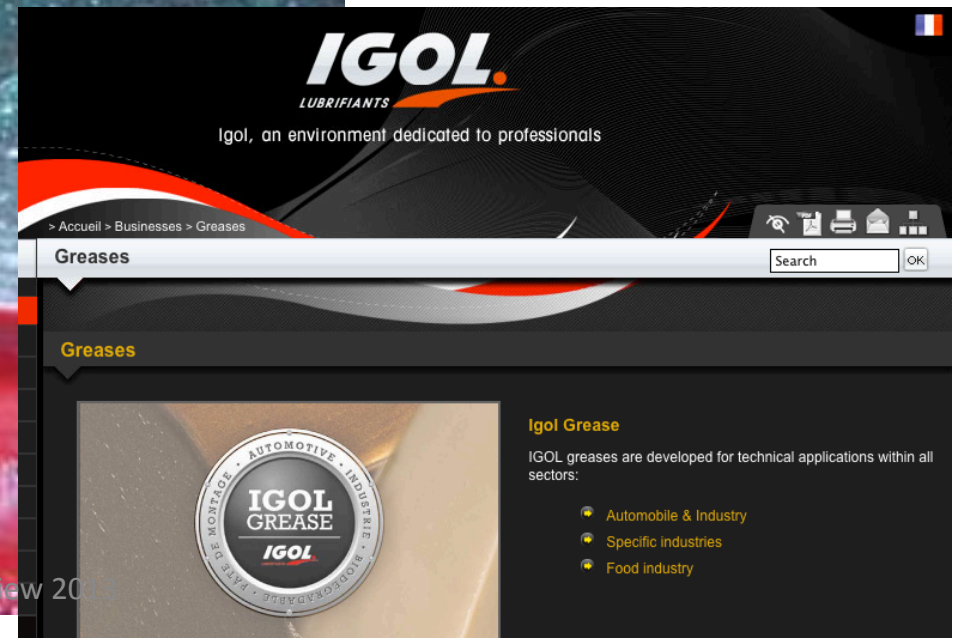 IGOL.
LUBRIFIANTS
Igol, an environment dedicated to professionals
> Accueil > Businesses > Greases
Greases
Search
OK
Greases
AUTOMOTIVE · INDUSTRIE · BIODÉGRADABLE · PÂTE DE MONTAGE ·
IGOL
GREASE
IGOL
Igol Grease
IGOL greases are developed for technical applications within all
sectors:
Automobile & Industry
Specific industries
Food industry